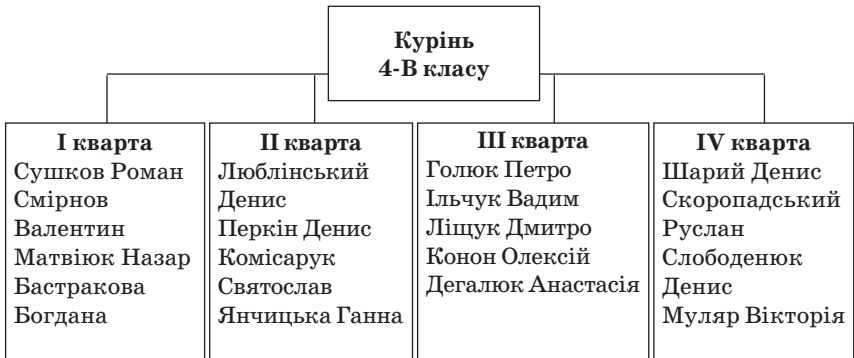 Курінь
4-В класу
І кварта
Сушков Роман
Смірнов
Валентин
Матвіюк Назар
Бастракова
Богдана
ІІ кварта
Люблінський
Денис
Перкін Денис
Комісарук
Святослав
Янчицька Ганна
ІІІ кварта
Голюк Петро
Ільчук Вадим
Ліщук Дмитро
Конон Олексій
Дегалюк Анастасія
IV кварта
Шарий Денис
Скоропадський
Руслан
Слободенюк
Денис
Муляр Вікторія